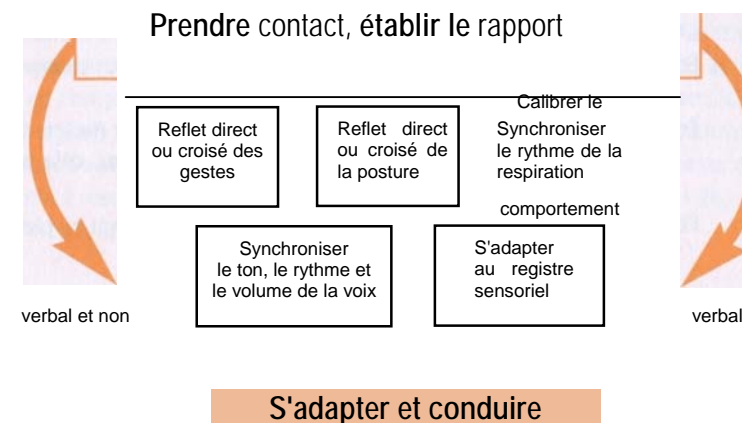 Prendre contact, établir le rapport
Calibrer le
Reflet direct
ou croisé des
gestes
Reflet direct
ou croisé de
la posture
Synchroniser
le rythme de la
respiration
comportement
Synchroniser
le ton, le rythme et
le volume de la voix
S'adapter
au registre
sensoriel
verbal et non
verbal
S'adapter et conduire